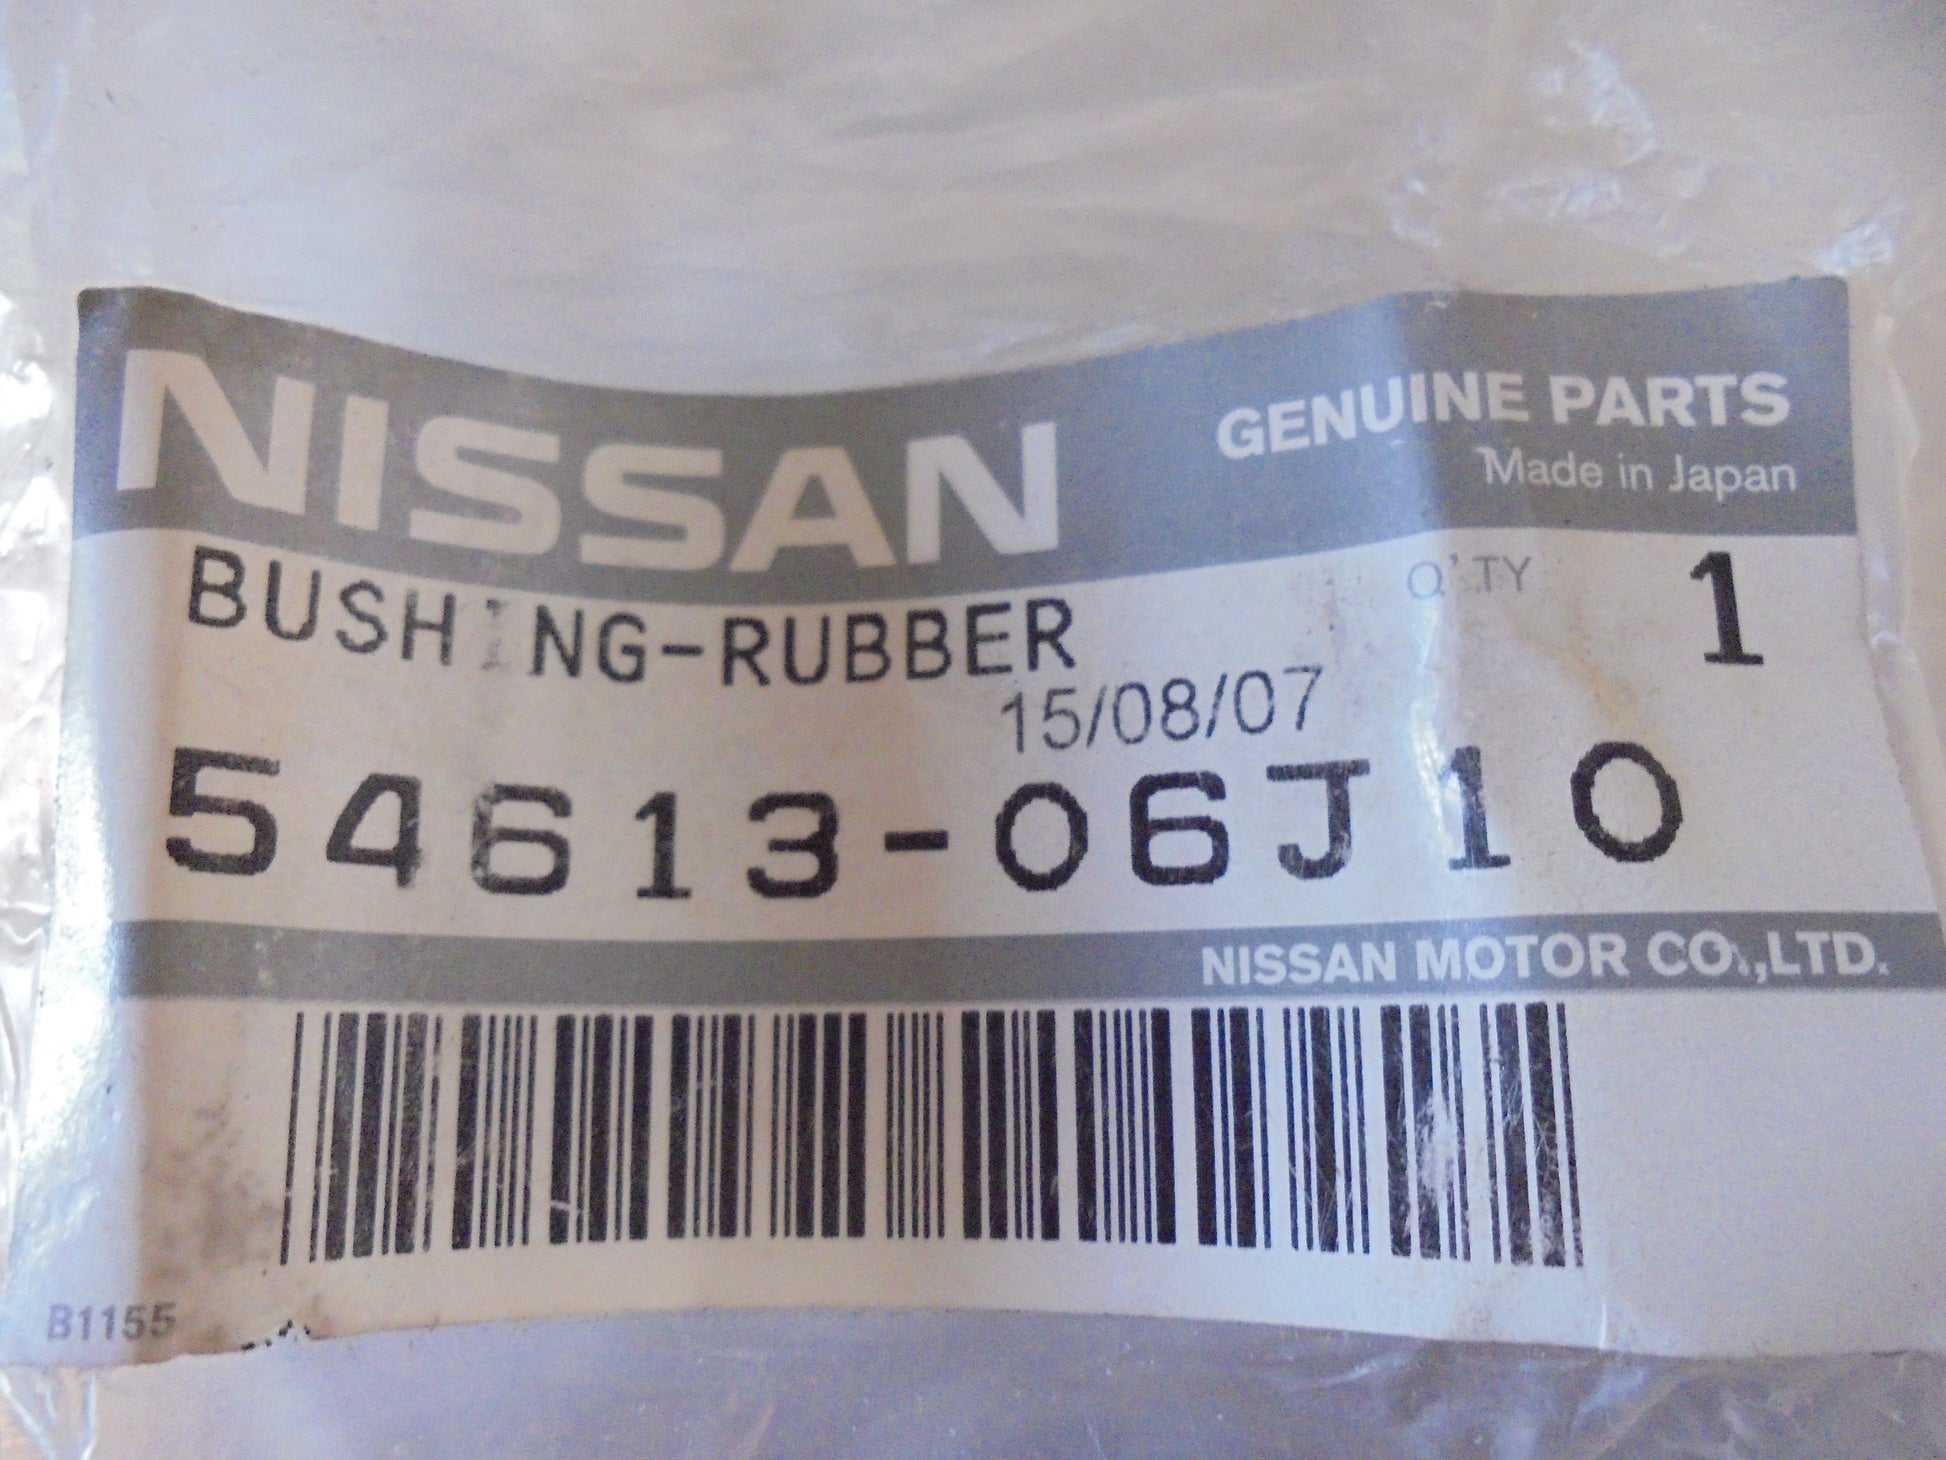 NISSAN
GENUINE PARTS
Made in Japan
BUSHING-RUBBER
Q'TY 1
15/08/07
54613-06J10
NISSAN MOTOR CO.,LTD.
B1155